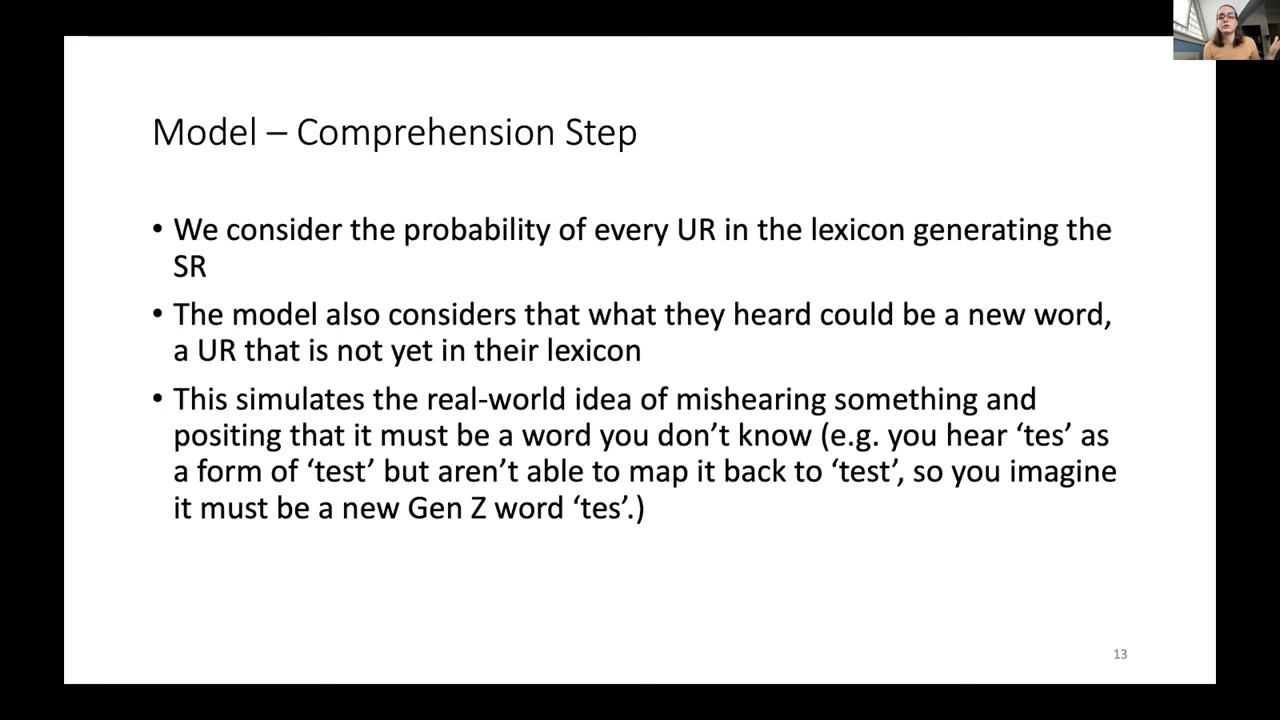 Model – Comprehension Step
• We consider the probability of every UR in the lexicon generating the
SR
• The model also considers that what they heard could be a new word,
a UR that is not yet in their lexicon
• This simulates the real-world idea of mishearing something and
positing that it must be a word you don’t know (e.g. you hear ‘tes’ as
a form of ‘test’ but aren’t able to map it back to ‘test’, so you imagine
it must be a new Gen Z word ‘tes’.)
13